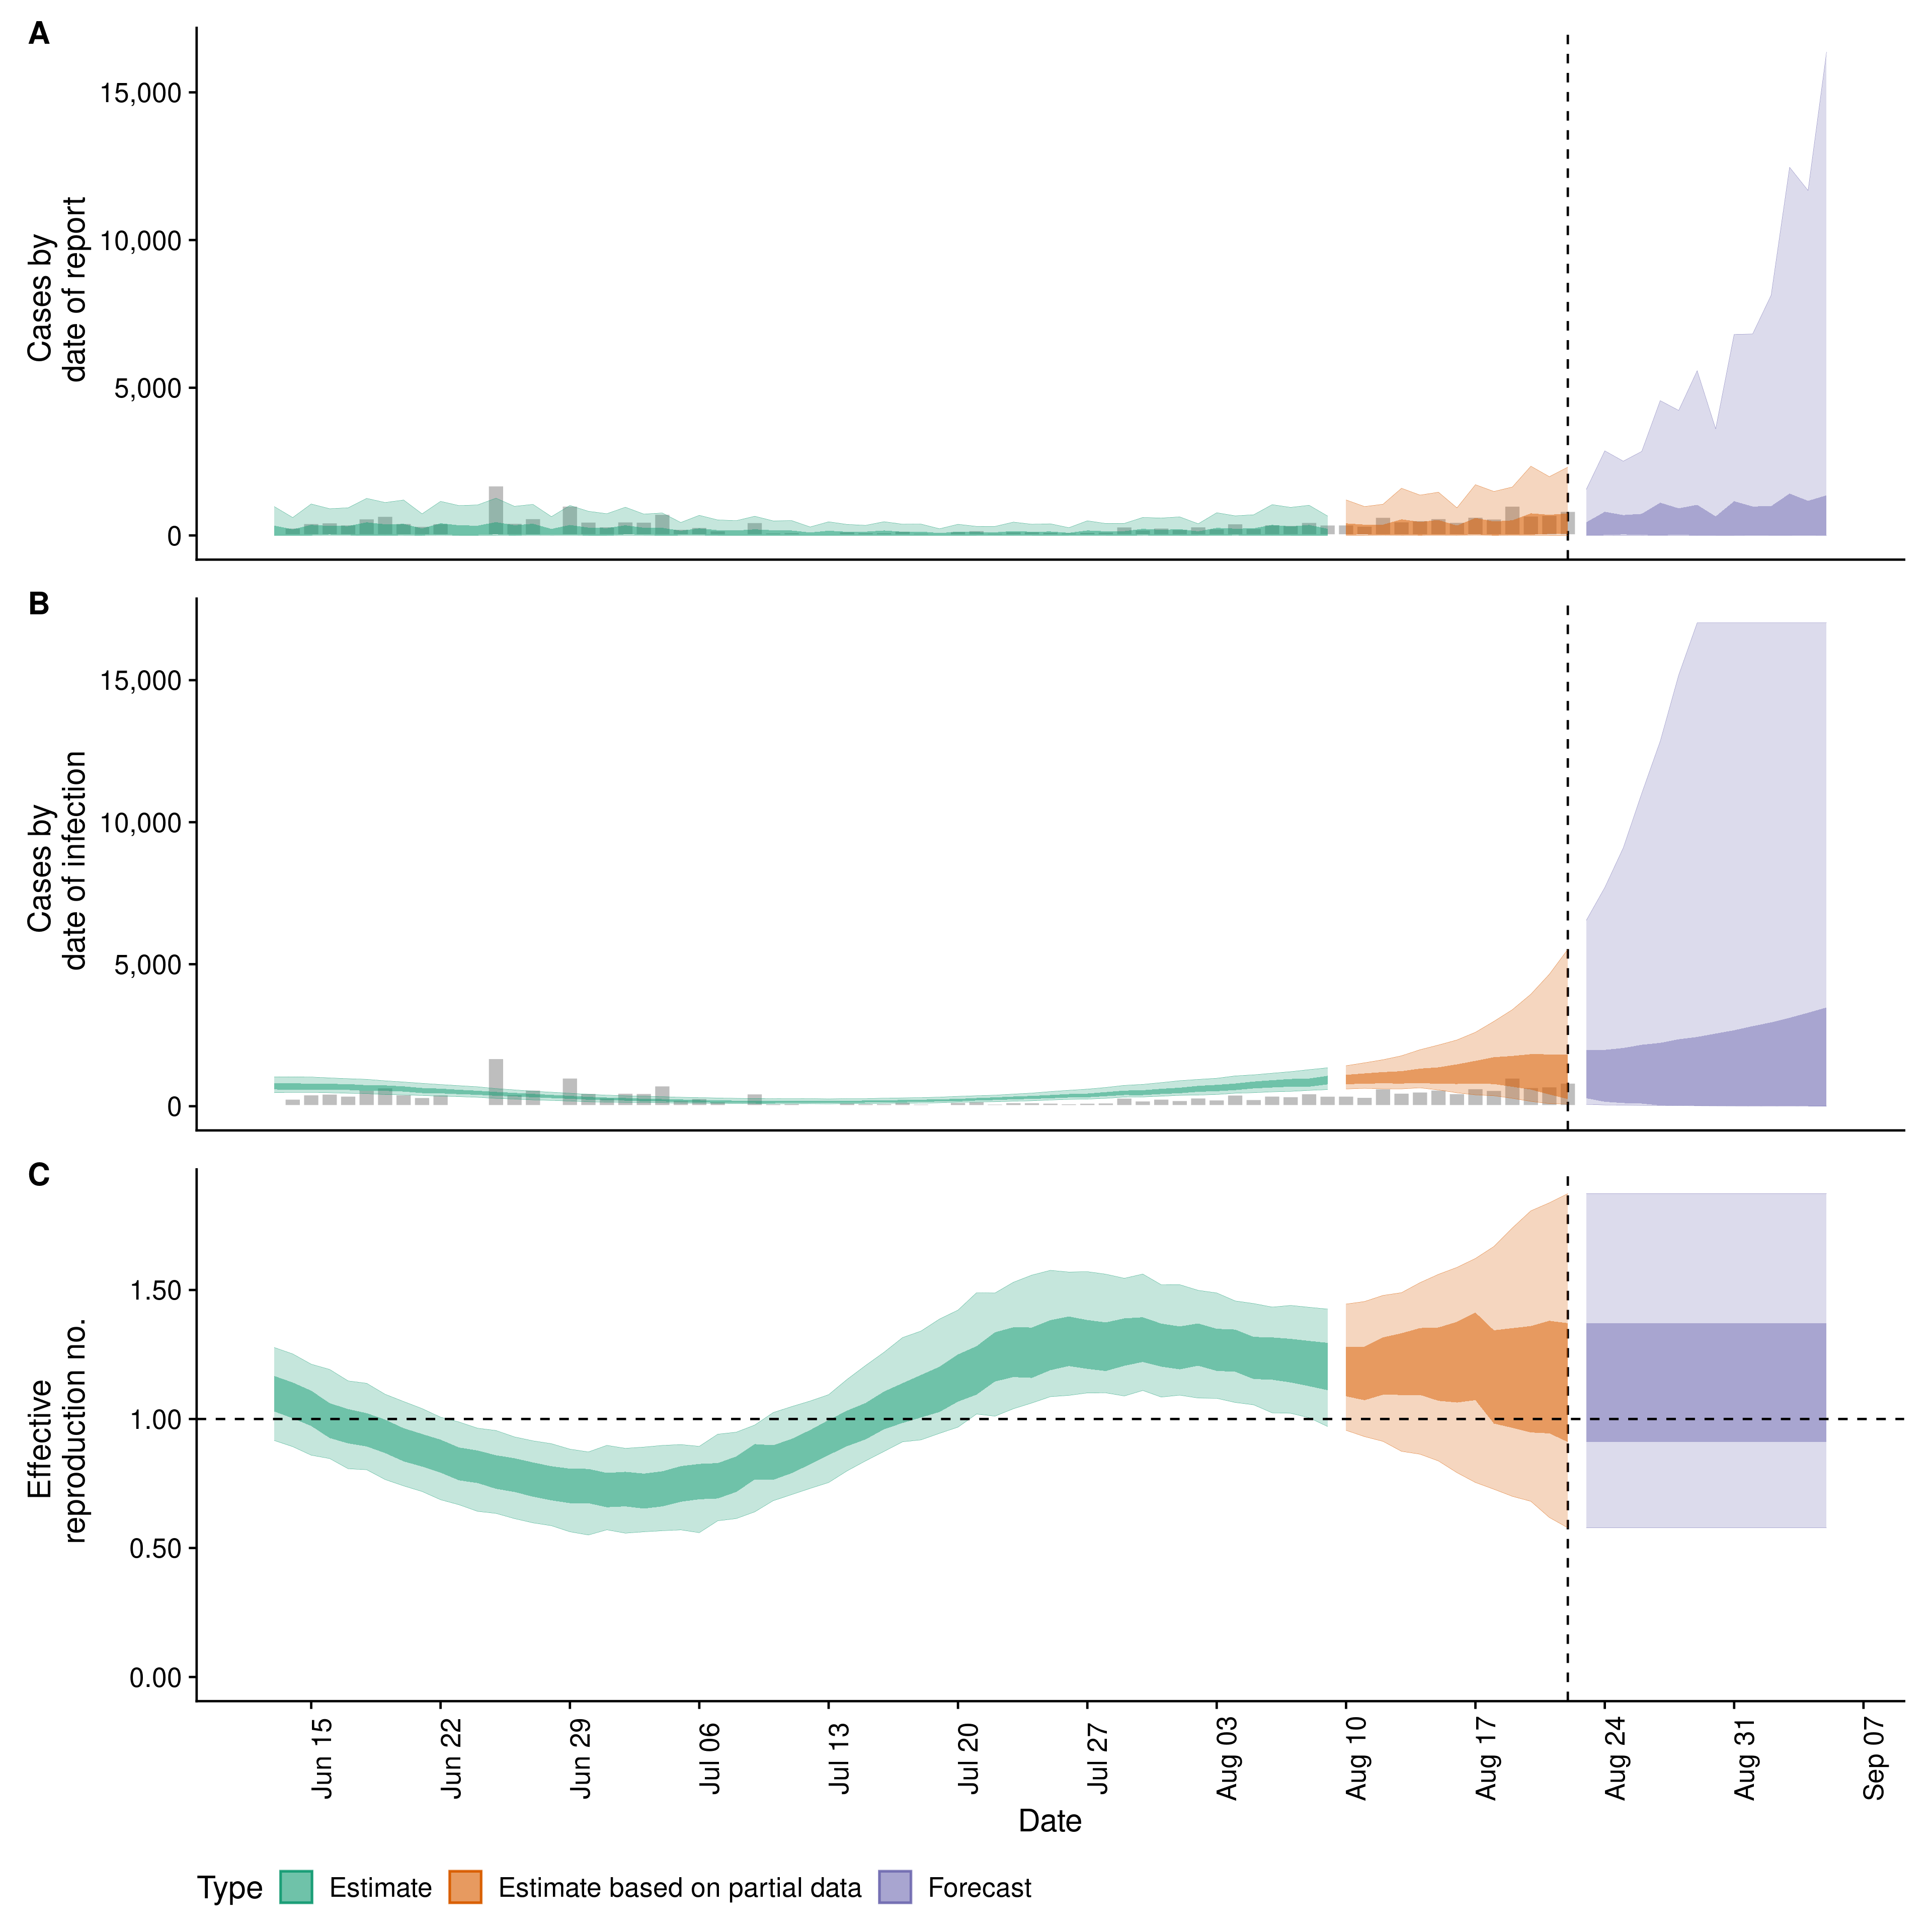 A
15,000
10,000
5,000
0
Cases by
date of report
B
15,000
10,000
5,000
0
Cases by
date of infection
C
1.50
1.00
0.50
0.00
Effective
reproduction no.
Jun 15
Jun 22
Jun 29
Jul 06
Jul 13
Jul 20
Jul 27
Aug 03
Aug 10
Aug 17
Aug 24
Aug 31
Sep 07
Date
Type Estimate Estimate based on partial data Forecast